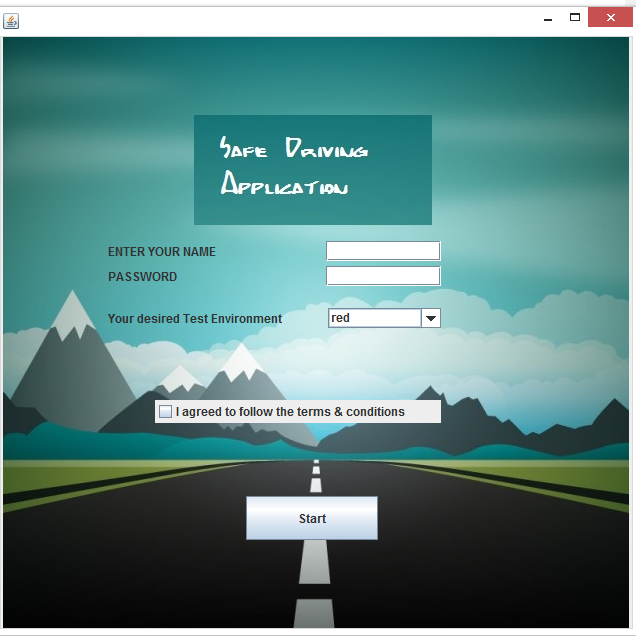 Safe Driving
Application
ENTER YOUR NAME
PASSWORD
Your desired Test Environment
red
I agreed to follow the terms & conditions
Start